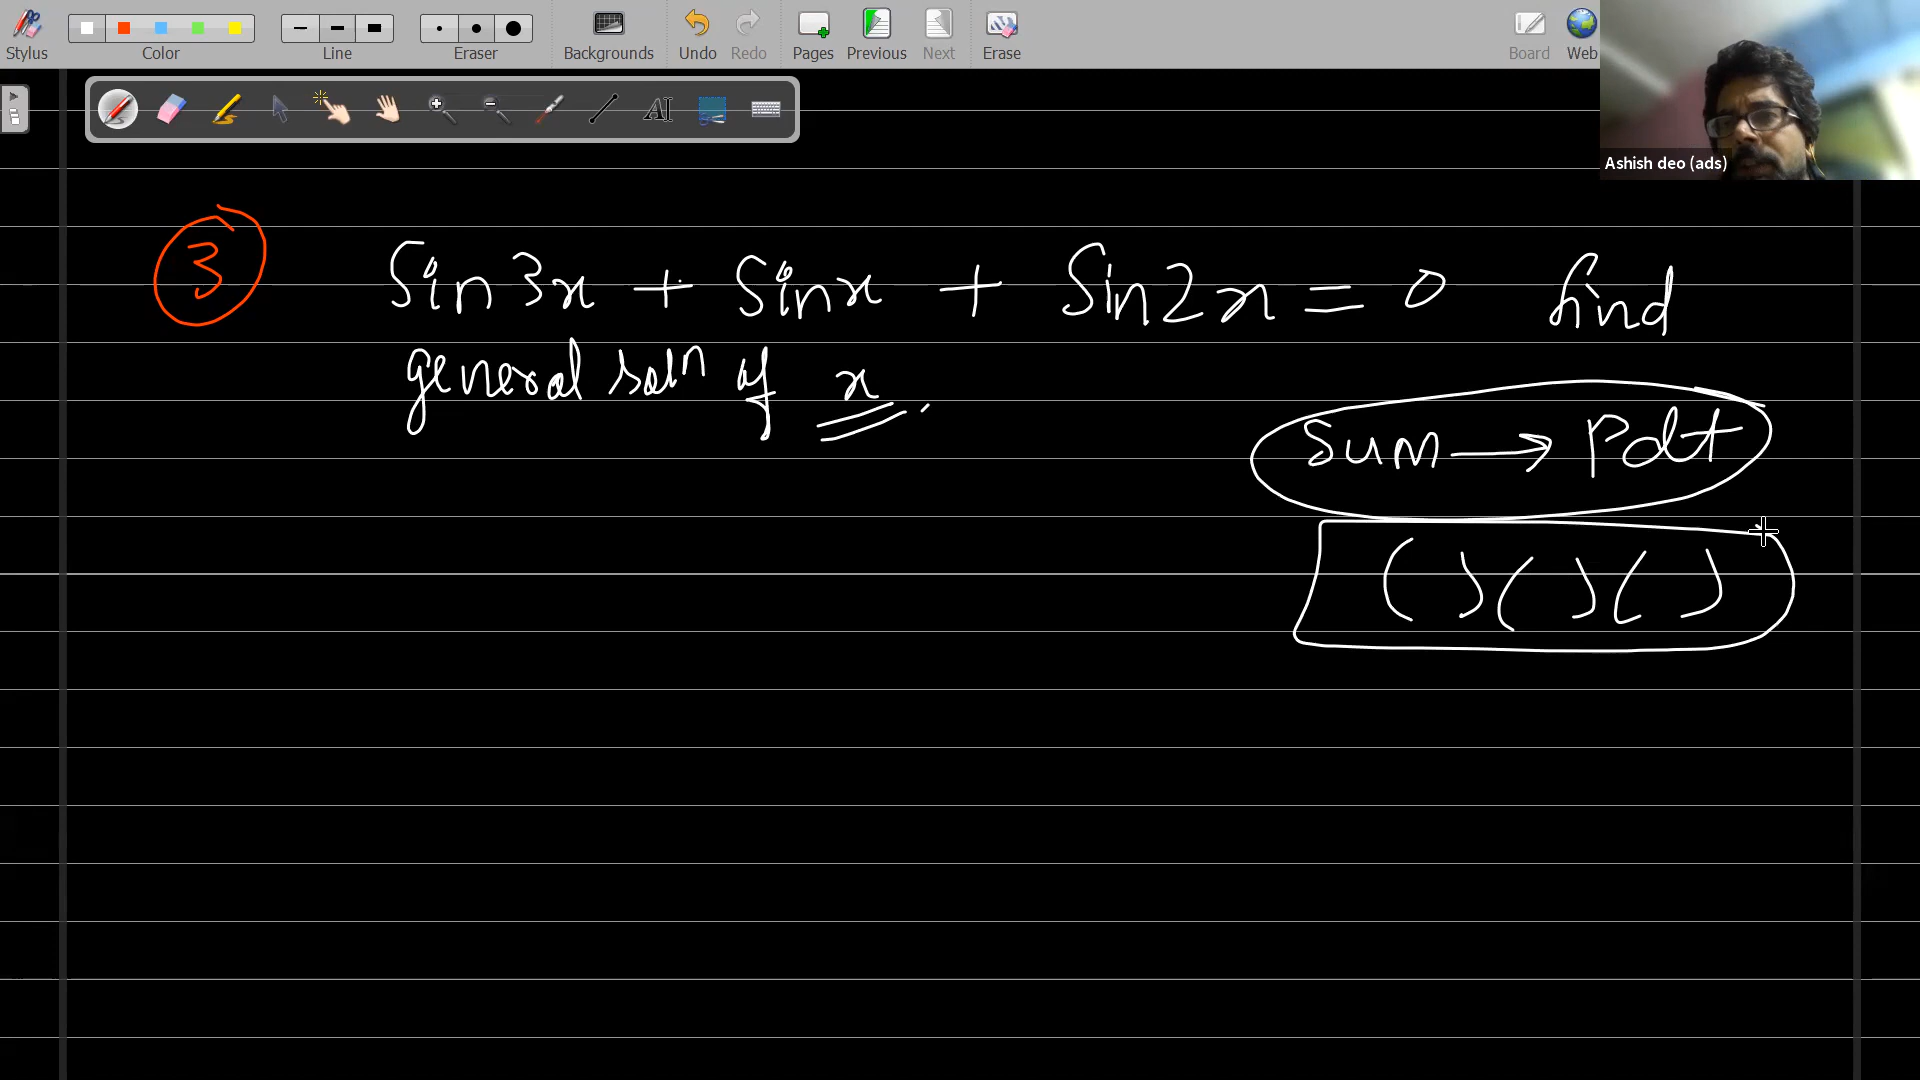 Stylus Color Line Eraser Backgrounds Undo Redo Pages Previous Next Erase Board Web
AI
Ashish deo (ads)
3 Sin3x + Sinx + Sin2x = 0 find
general solⁿ of x.
Sum → Pdt
( ) ( ) ( )